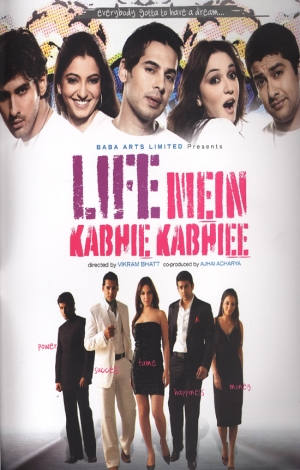 everybody gotta to have a dream...
BABA ARTS LIMITED Presents
LIFE MEIN
KABHIE KABHIEE
directed by VIKRAM BHATT co-produced by AJHAI ACHARYA
power
success
fame
happiness
money